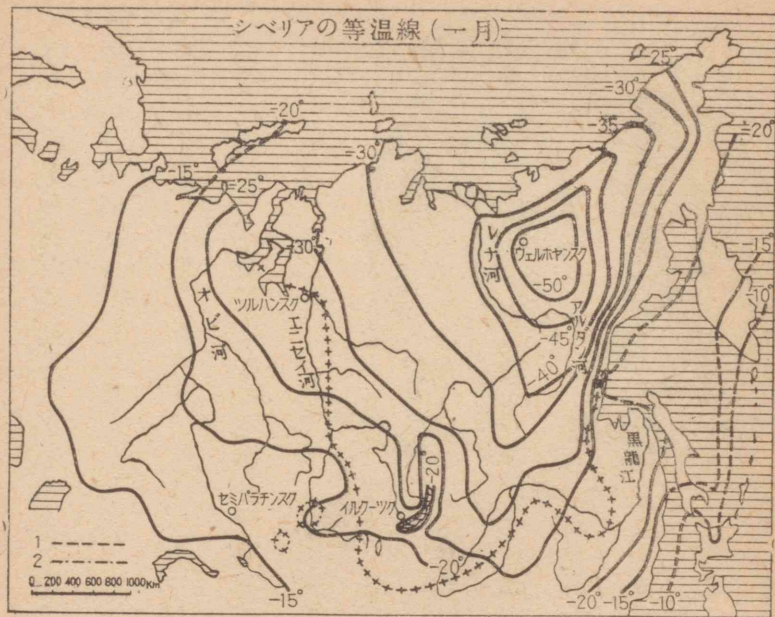 シベリアの等温線(一月)
-25°
-30°
-20°
35
=20°
-15°
=25°
=30°
-30°
レナ河
ウェルホヤンスク
-50°
-15°
-10°
ツルハンスク
オビ河
エニセイ河
アルダン河
-45°
-40°
黒龍江
-20°
セミパラチンスク
イルクーツク
1
2
0 200 400 600 800 1000Km
-20°
-15°
-20°
-15°
-10°